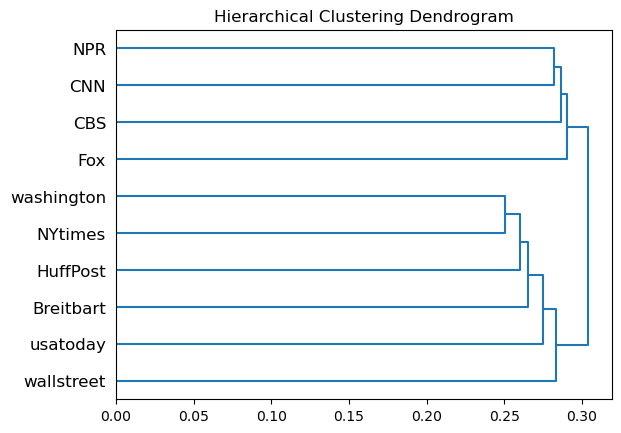 Hierarchical Clustering Dendrogram
NPR
CNN
CBS
Fox
washington
NYtimes
HuffPost
Breitbart
usatoday
wallstreet
0.00 0.05 0.10 0.15 0.20 0.25 0.30